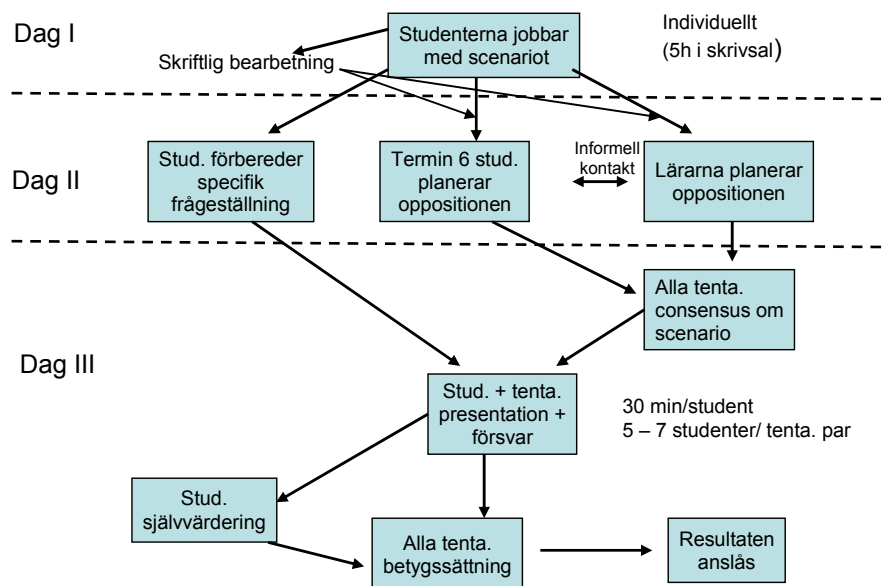 Dag I
Studenterna jobbar
med scenariot
Individuellt
(5h i skrivsal)
Skriftlig bearbetning
Dag II
Stud. förbereder
specifik
frågeställning
Termin 6 stud.
planerar
oppositionen
Informell
kontakt
Lärarna planerar
oppositionen
Alla tenta.
consensus om
scenario
Dag III
Stud. + tenta.
presentation +
försvar
30 min/student
5 – 7 studenter/ tenta. par
Stud.
självvärdering
Alla tenta.
betygssättning
Resultaten
anslås